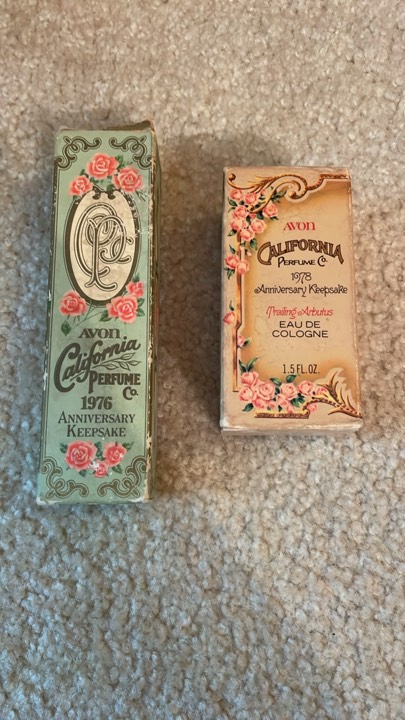 CPC
AVON
California
PERFUME
Co.
1976
ANNIVERSARY
KEEPSAKE
AVON
CALIFORNIA
PERFUME Co.
1978
Anniversary Keepsake
Trailing Arbutus
EAU DE
COLOGNE
1.5 FL. OZ.